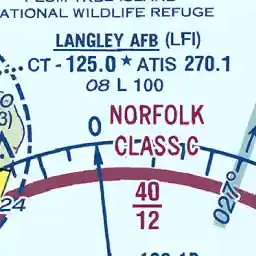 NATIONAL WILDLIFE REFUGE
LANGLEY AFB (LFI)
CT - 125.0 * ATIS 270.1
08 L 100
NORFOLK
CLASS C
0
40
12
027°
24